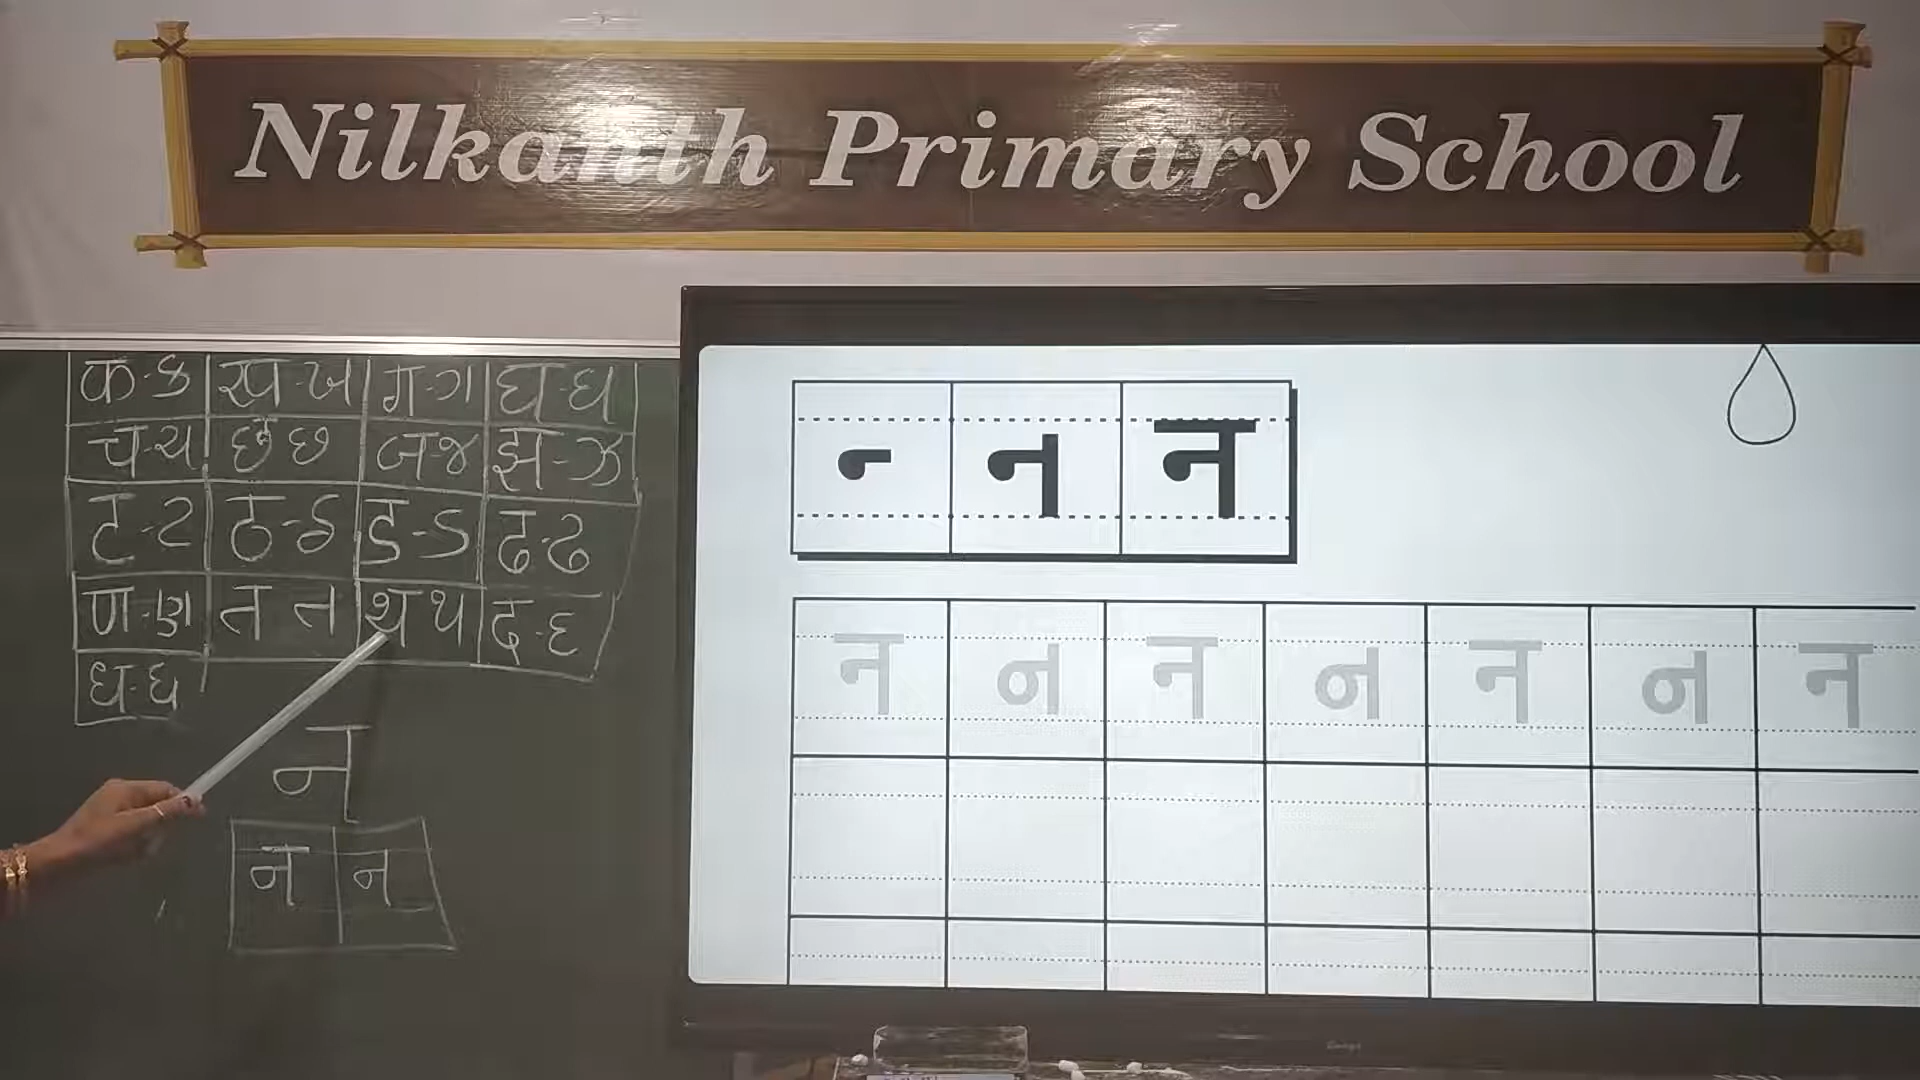 Nilkanth Primary School
क-ક ख-ખ ग-ગ घ-ઘ
च-ચ छ-છ ज-જ झ-ઝ
ट-ટ ठ-ઠ ड-ડ ढ-ઢ
ण-ણ त ત थ થ द-દ
ध-ધ
न
न ન
न न
न ન न ન न ન न